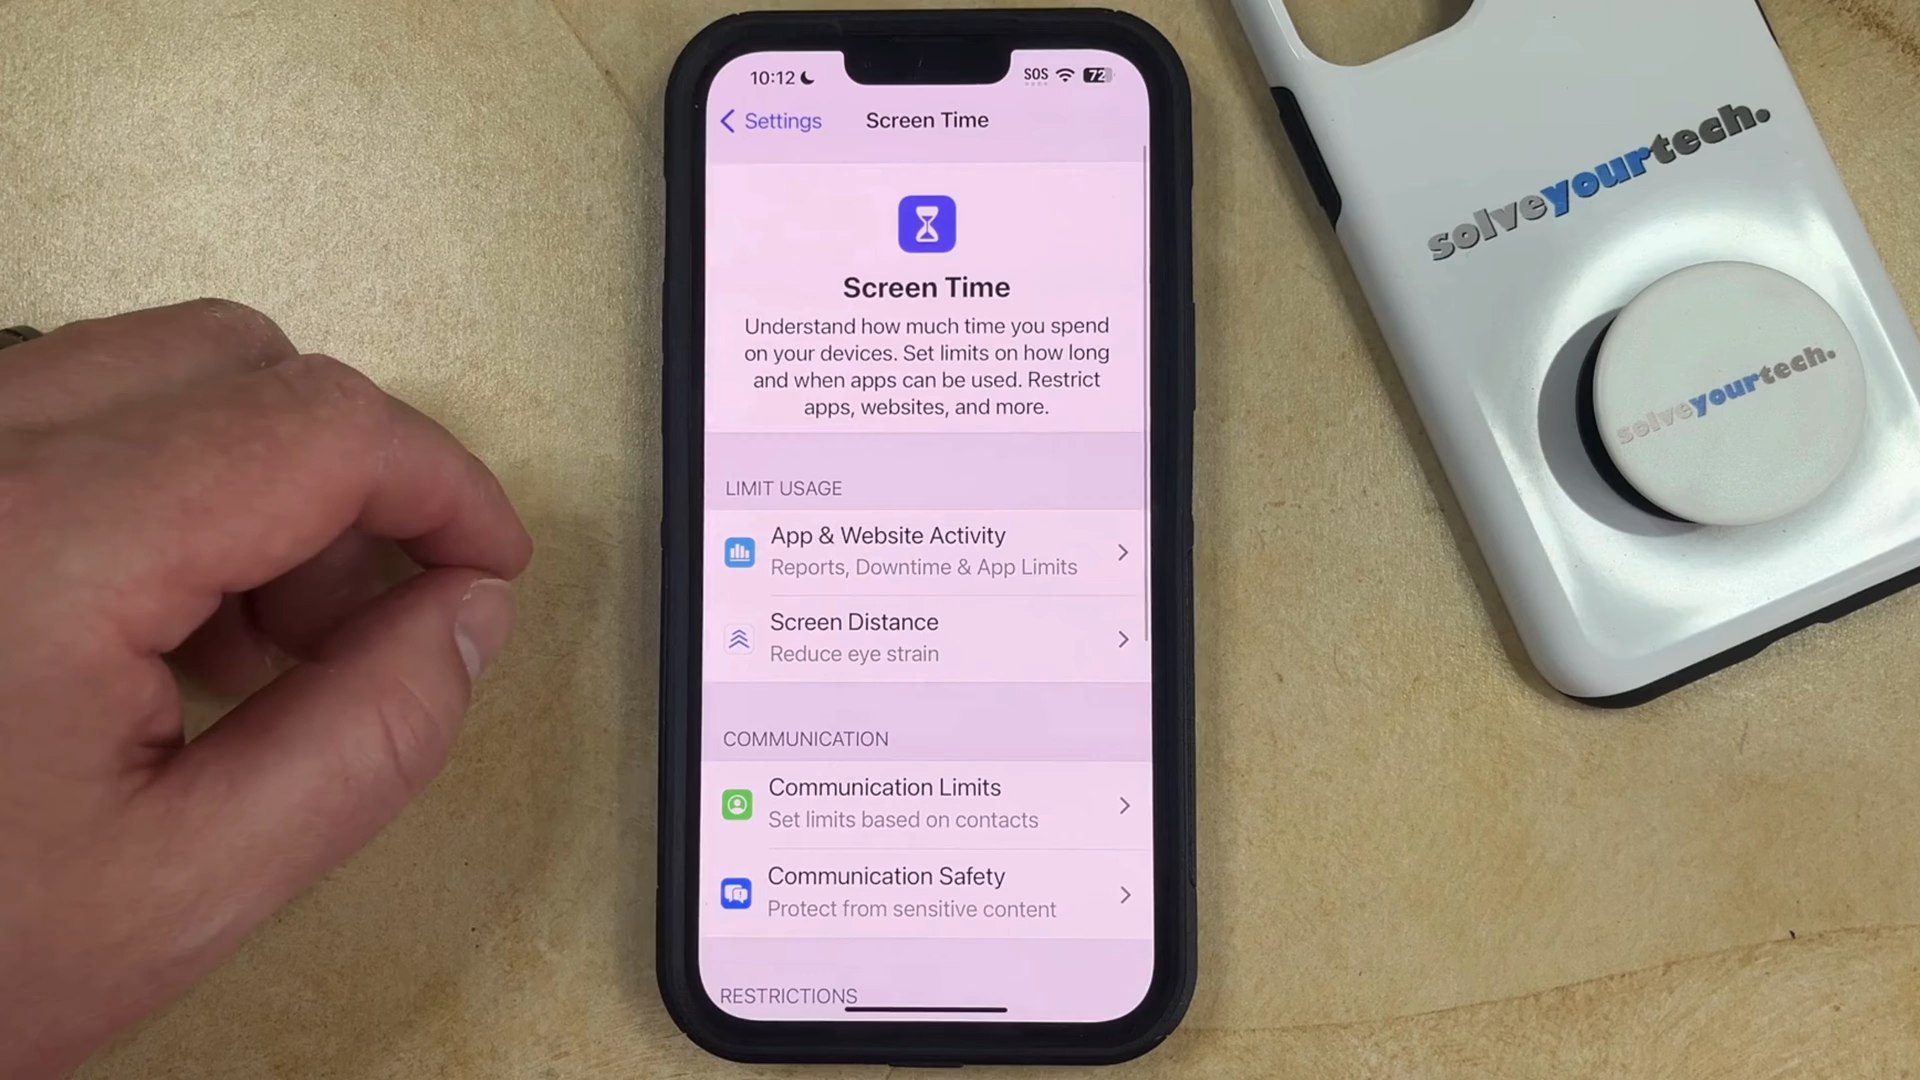 10:12
SOS
72
Settings
Screen Time
Screen Time
Understand how much time you spend
on your devices. Set limits on how long
and when apps can be used. Restrict
apps, websites, and more.
LIMIT USAGE
App & Website Activity
Reports, Downtime & App Limits
Screen Distance
Reduce eye strain
COMMUNICATION
Communication Limits
Set limits based on contacts
Communication Safety
Protect from sensitive content
RESTRICTIONS
solveyourtech.
solveyourtech.